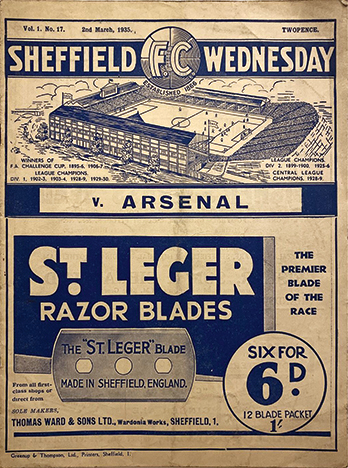 Vol. 1. No. 17. 2nd March, 1935. TWOPENCE.
SHEFFIELD F.C WEDNESDAY
ESTABLISHED 1866
WINNERS OF
F.A. CHALLENGE CUP, 1895-6, 1906-7.
LEAGUE CHAMPIONS,
DIV. 1, 1902-3, 1903-4, 1928-9, 1929-30.
LEAGUE CHAMPIONS,
DIV. 2, 1899-1900, 1925-6
CENTRAL LEAGUE
CHAMPIONS, 1928-9.
V. ARSENAL
ST. LEGER
RAZOR BLADES
THE
PREMIER
BLADE
OF THE
RACE
THE "ST. LEGER" BLADE
MADE IN SHEFFIELD, ENGLAND.
SIX FOR
6D.
12 BLADE PACKET
1/-
From all first-
class shops or
direct from
SOLE MAKERS,
THOMAS WARD & SONS LTD., Wardonia Works, SHEFFIELD, 1.
Greenup & Thompson, Ltd., Printers, Sheffield, 1.